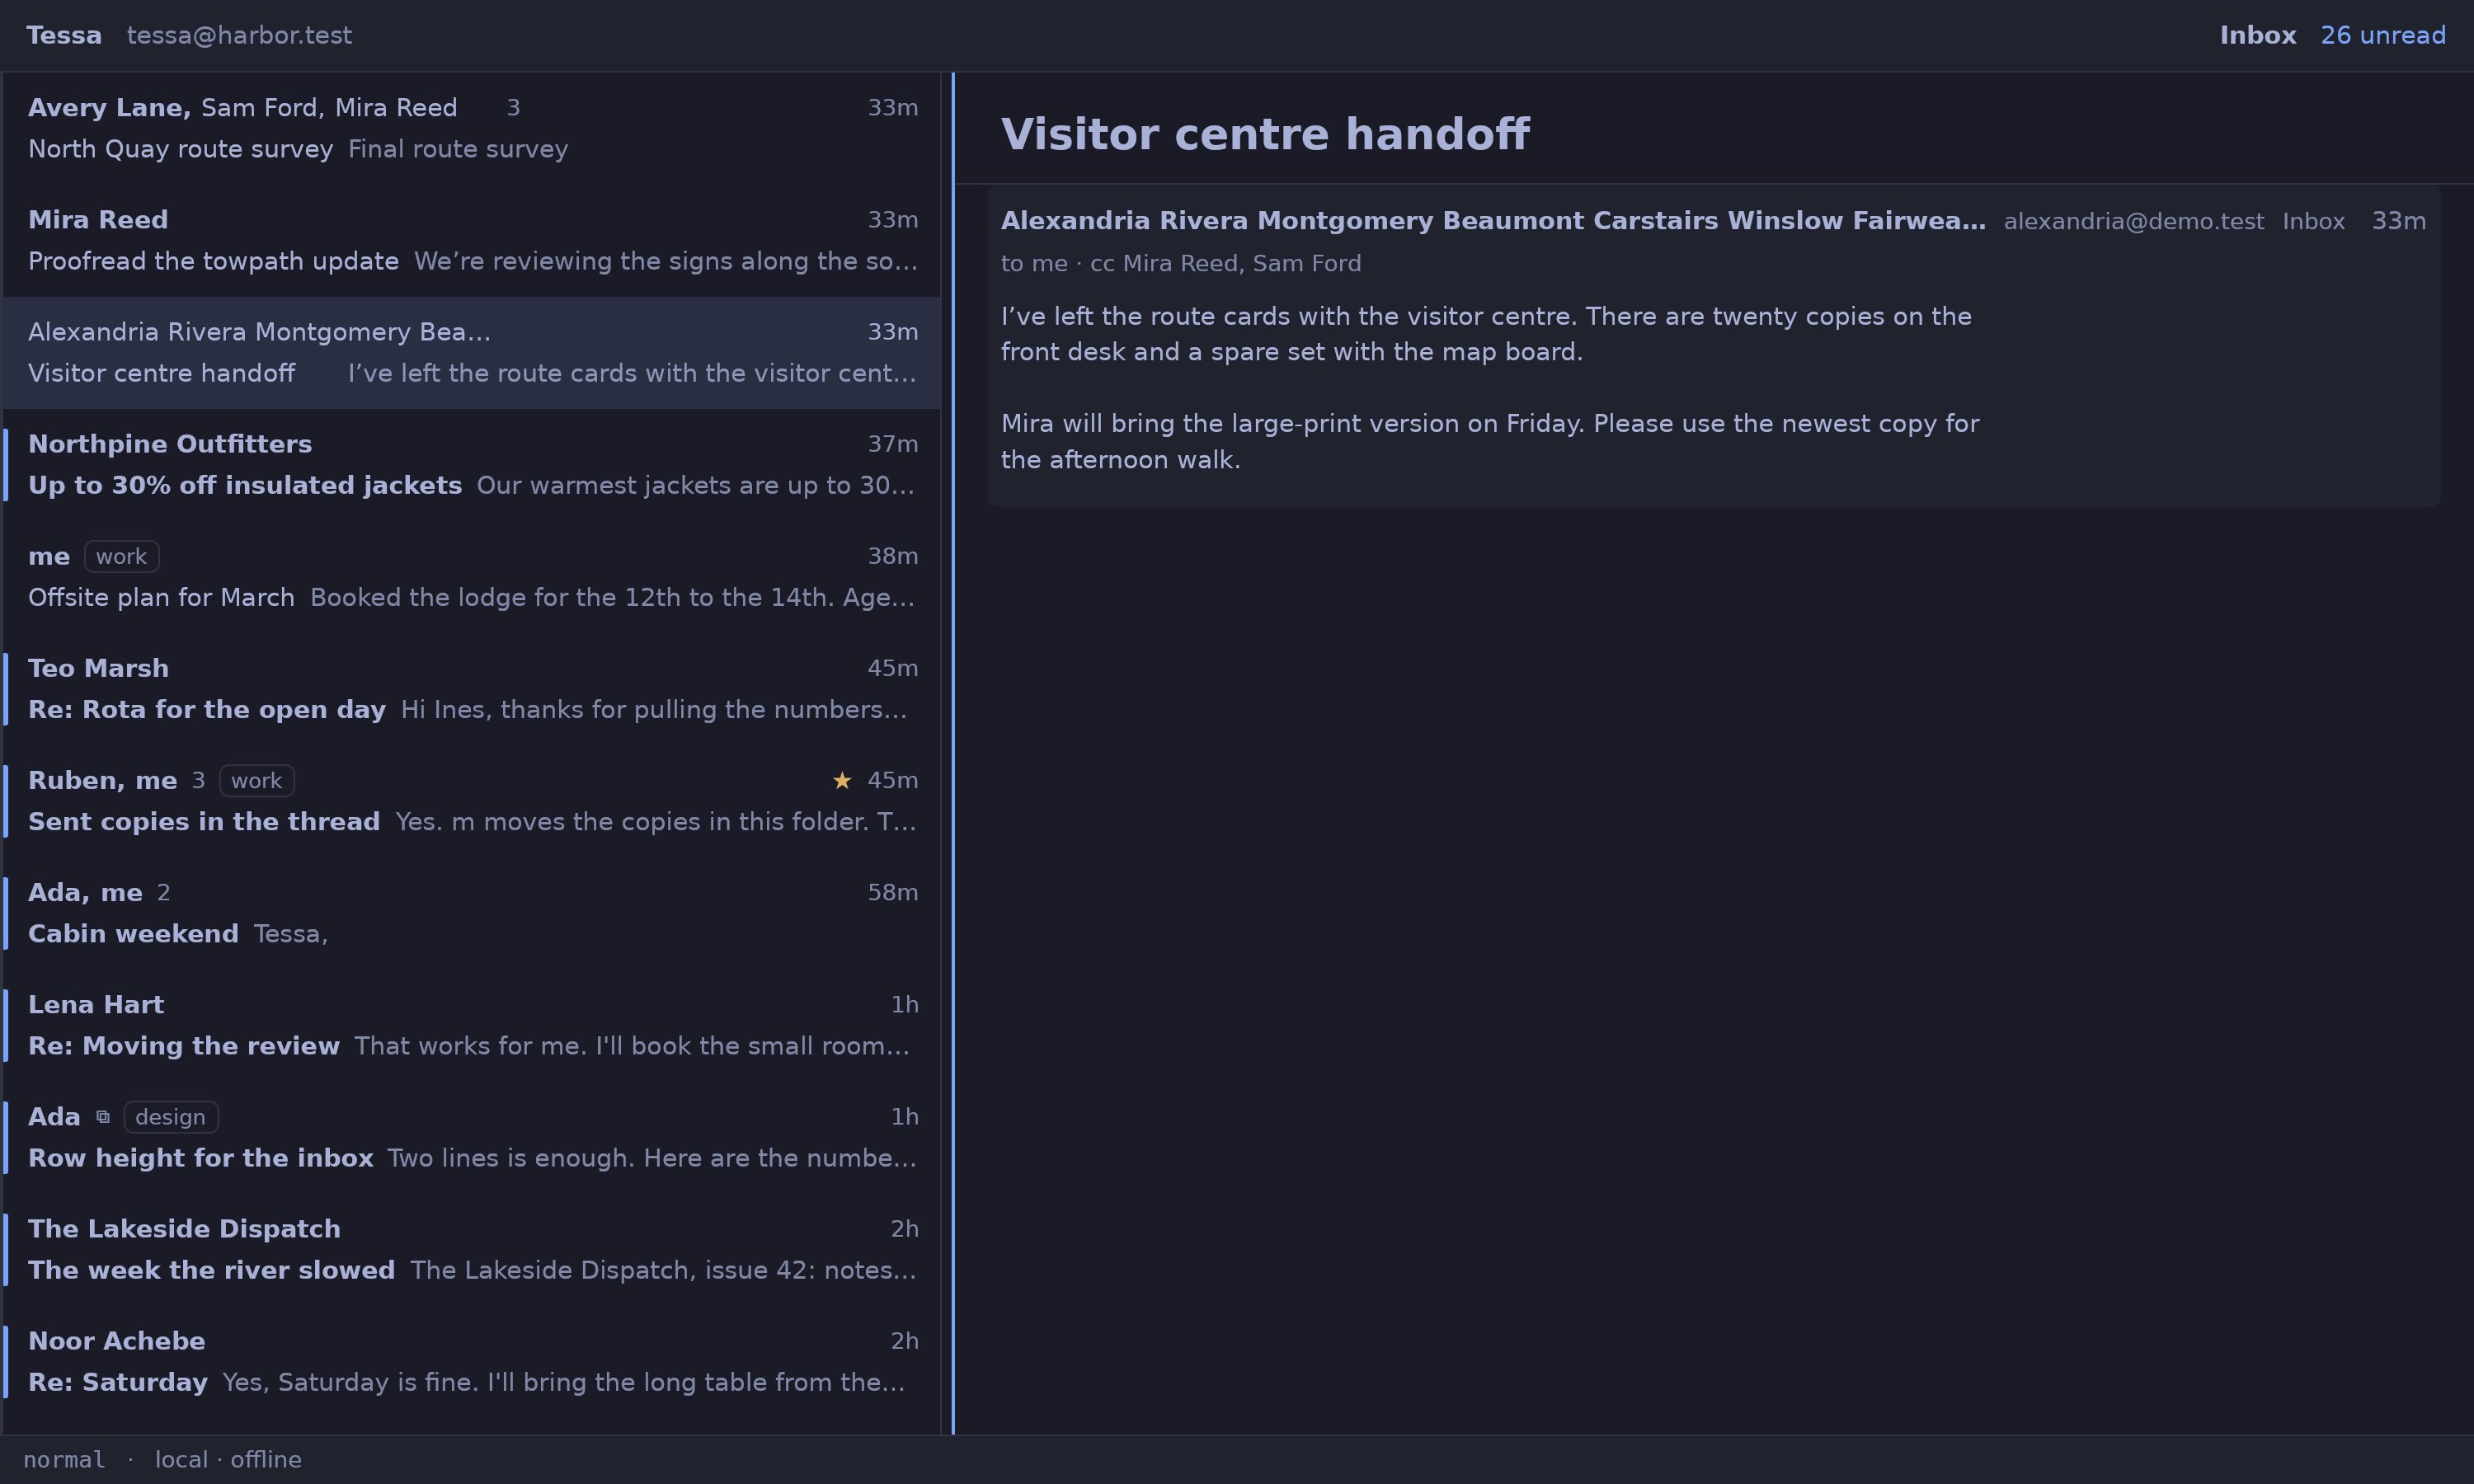 Tessa tessa@harbor.test
Inbox 26 unread
Avery Lane, Sam Ford, Mira Reed 3 33m
North Quay route survey Final route survey
Mira Reed 33m
Proofread the towpath update We’re reviewing the signs along the so…
Alexandria Rivera Montgomery Bea… 33m
Visitor centre handoff I’ve left the route cards with the visitor cent…
Northpine Outfitters 37m
Up to 30% off insulated jackets Our warmest jackets are up to 30…
me work 38m
Offsite plan for March Booked the lodge for the 12th to the 14th. Age…
Teo Marsh 45m
Re: Rota for the open day Hi Ines, thanks for pulling the numbers…
Ruben, me 3 work ★ 45m
Sent copies in the thread Yes. m moves the copies in this folder. T…
Ada, me 2 58m
Cabin weekend Tessa,
Lena Hart 1h
Re: Moving the review That works for me. I'll book the small room…
Ada design 1h
Row height for the inbox Two lines is enough. Here are the numbe…
The Lakeside Dispatch 2h
The week the river slowed The Lakeside Dispatch, issue 42: notes…
Noor Achebe 2h
Re: Saturday Yes, Saturday is fine. I'll bring the long table from the…
Visitor centre handoff
Alexandria Rivera Montgomery Beaumont Carstairs Winslow Fairwea… alexandria@demo.test Inbox 33m
to me · cc Mira Reed, Sam Ford
I’ve left the route cards with the visitor centre. There are twenty copies on the
front desk and a spare set with the map board.
Mira will bring the large-print version on Friday. Please use the newest copy for
the afternoon walk.
normal · local · offline